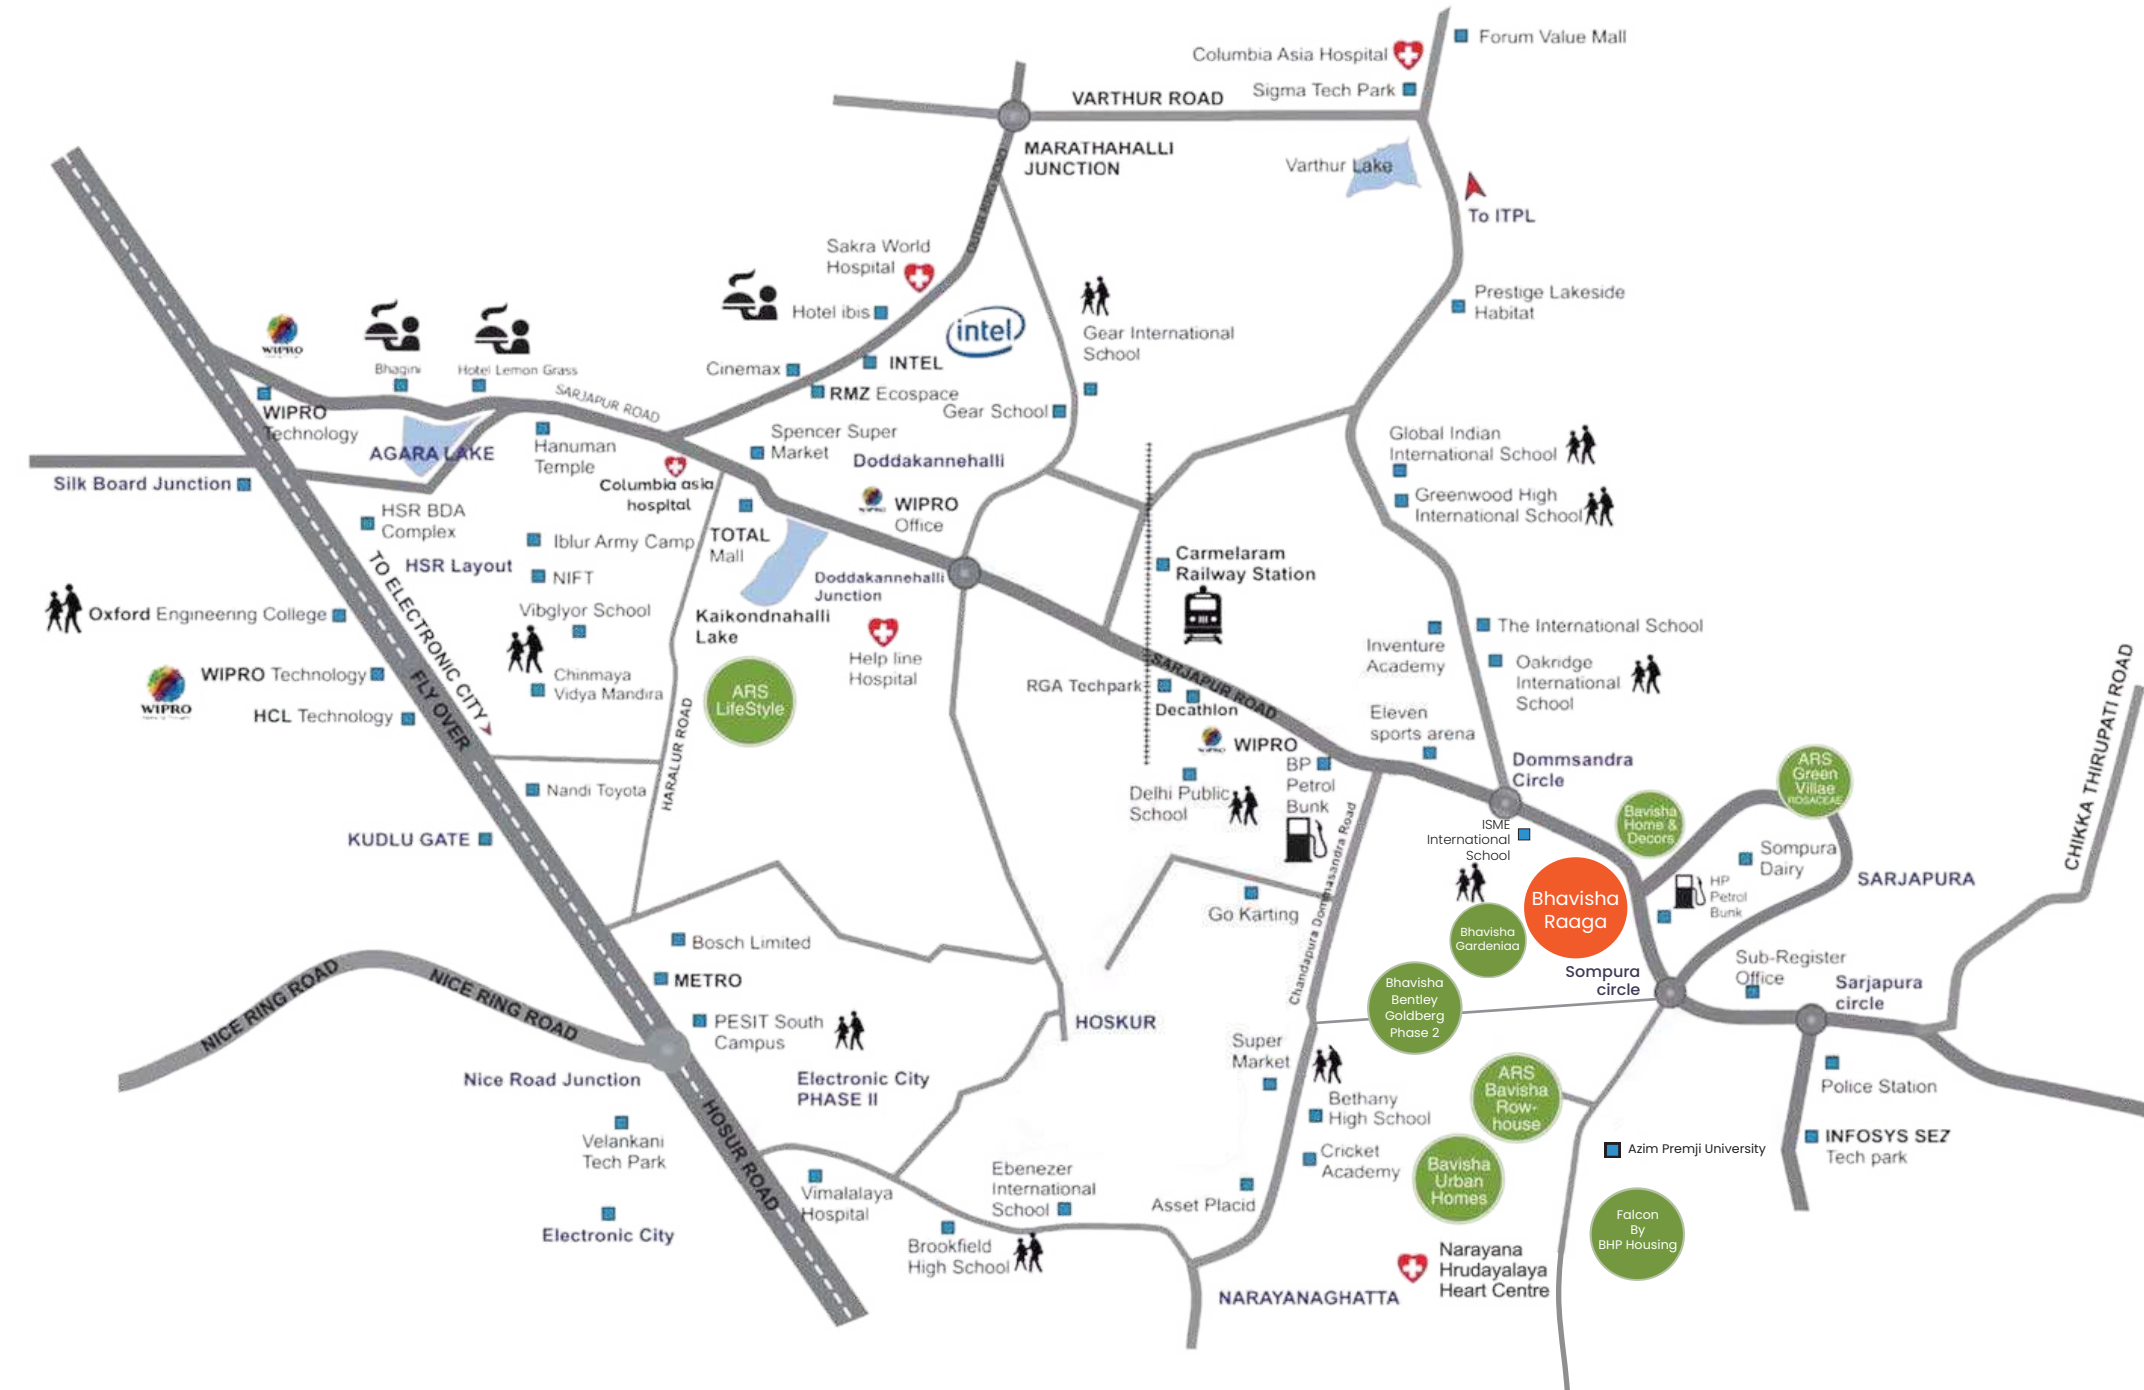 Forum Value Mall
Columbia Asia Hospital
Sigma Tech Park
VARTHUR ROAD
MARATHAHALLI
JUNCTION
OUTER RING ROAD
Varthur Lake
To ITPL
Sakra World
Hospital
Hotel ibis
intel
INTEL
Cinemax
RMZ Ecospace
Gear International
School
Gear School
Prestige Lakeside
Habitat
WIPRO
WIPRO
Technology
Bhagini
Hotel Lemon Grass
SARJAPUR ROAD
AGARA LAKE
Hanuman
Temple
Columbia asia
hospital
Spencer Super
Market
Doddakannehalli
WIPRO
WIPRO
Office
Global Indian
International School
Greenwood High
International School
Silk Board Junction
HSR BDA
Complex
HSR Layout
Iblur Army Camp
NIFT
TOTAL
Mall
Doddakannehalli
Junction
Kaikondnahalli
Lake
Carmelaram
Railway Station
Oxford Engineering College
TO ELECTRONIC CITY
FLY OVER
Vibglyor School
Chinmaya
Vidya Mandira
Help line
Hospital
ARS
LifeStyle
WIPRO
WIPRO Technology
HCL Technology
HARALUR ROAD
RGA Techpark
SARJAPUR ROAD
Decathlon
WIPRO
WIPRO
Inventure
Academy
The International School
Oakridge
International
School
Eleven
sports arena
Nandi Toyota
KUDLU GATE
Delhi Public
School
BP
Petrol
Bunk
Dommsandra
Circle
ISME
International
School
Bavisha
Home &
Decors
ARS
Green
Villae
ROSACEAE
Sompura
Dairy
HP
Petrol
Bunk
SARJAPURA
CHIKKA THIRUPATI ROAD
Chandapura Dommasandra Road
Go Karting
Bhavisha
Raaga
Bhavisha
Gardeniaa
Bosch Limited
METRO
PESIT South
Campus
NICE RING ROAD
NICE RING ROAD
Nice Road Junction
Electronic City
PHASE II
HOSKUR
Sompura
circle
Sub-Register
Office
Sarjapura
circle
Bhavisha
Bentley
Goldberg
Phase 2
Super
Market
ARS
Bavisha
Row-
house
Bethany
High School
Cricket
Academy
Bavisha
Urban
Homes
Police Station
INFOSYS SEZ
Tech park
Azim Premji University
Falcon
By
BHP Housing
HOSUR ROAD
Velankani
Tech Park
Electronic City
Vimalalaya
Hospital
Brookfield
High School
Ebenezer
International
School
Asset Placid
NARAYANAGHATTA
Narayana
Hrudayalaya
Heart Centre